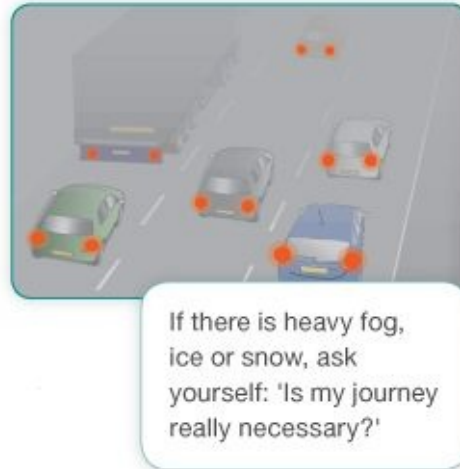 If there is heavy fog,
ice or snow, ask
yourself: 'Is my journey
really necessary?'